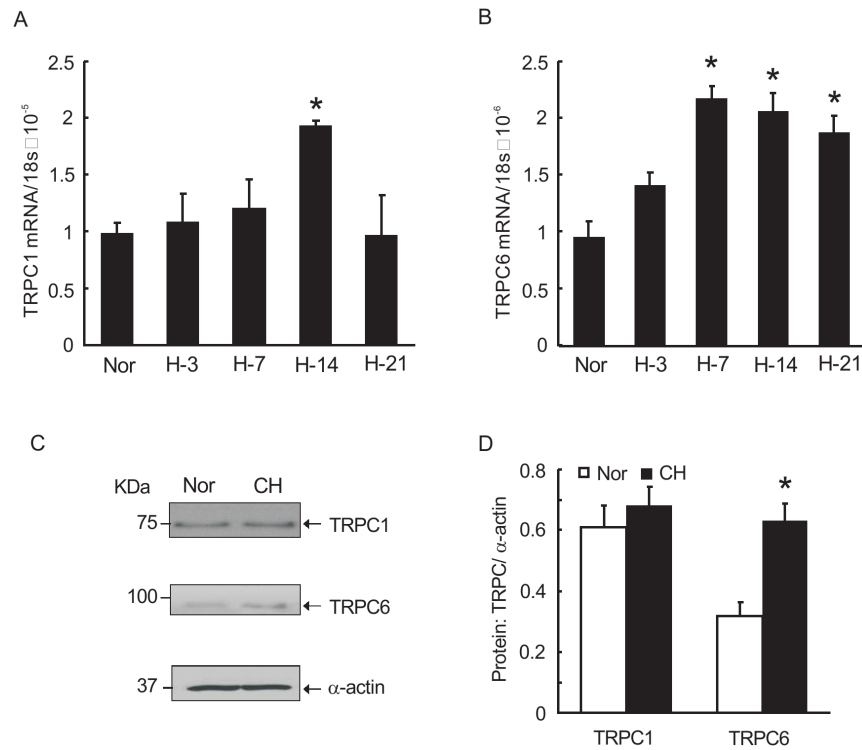 A
TRPC1 mRNA/18s□10⁻⁵
2.5
2
1.5
1
0.5
0
*
Nor H-3 H-7 H-14 H-21
B
TRPC6 mRNA/18s□10⁻⁶
2.5
2
1.5
1
0.5
0
* * *
Nor H-3 H-7 H-14 H-21
C
KDa Nor CH
75 TRPC1
100 TRPC6
37 α-actin
D
Protein: TRPC/ α-actin
0.8
0.6
0.4
0.2
0
Nor CH
*
TRPC1 TRPC6